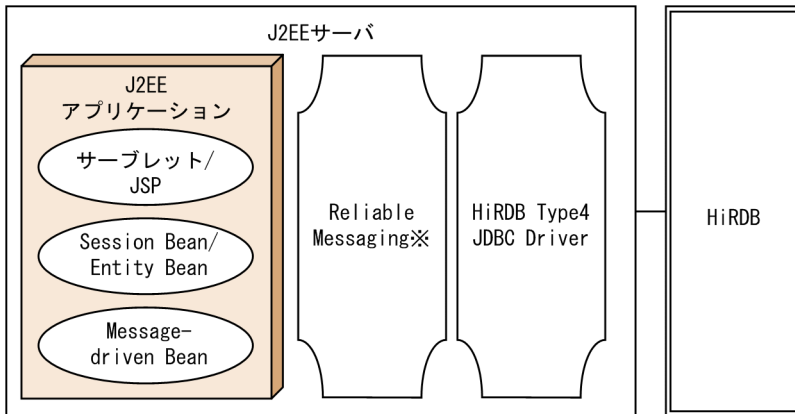 J2EEサーバ
J2EE
アプリケーション
サーブレット/
JSP
Session Bean/
Entity Bean
Message-
driven Bean
Reliable
Messaging※
HiRDB Type4
JDBC Driver
HiRDB